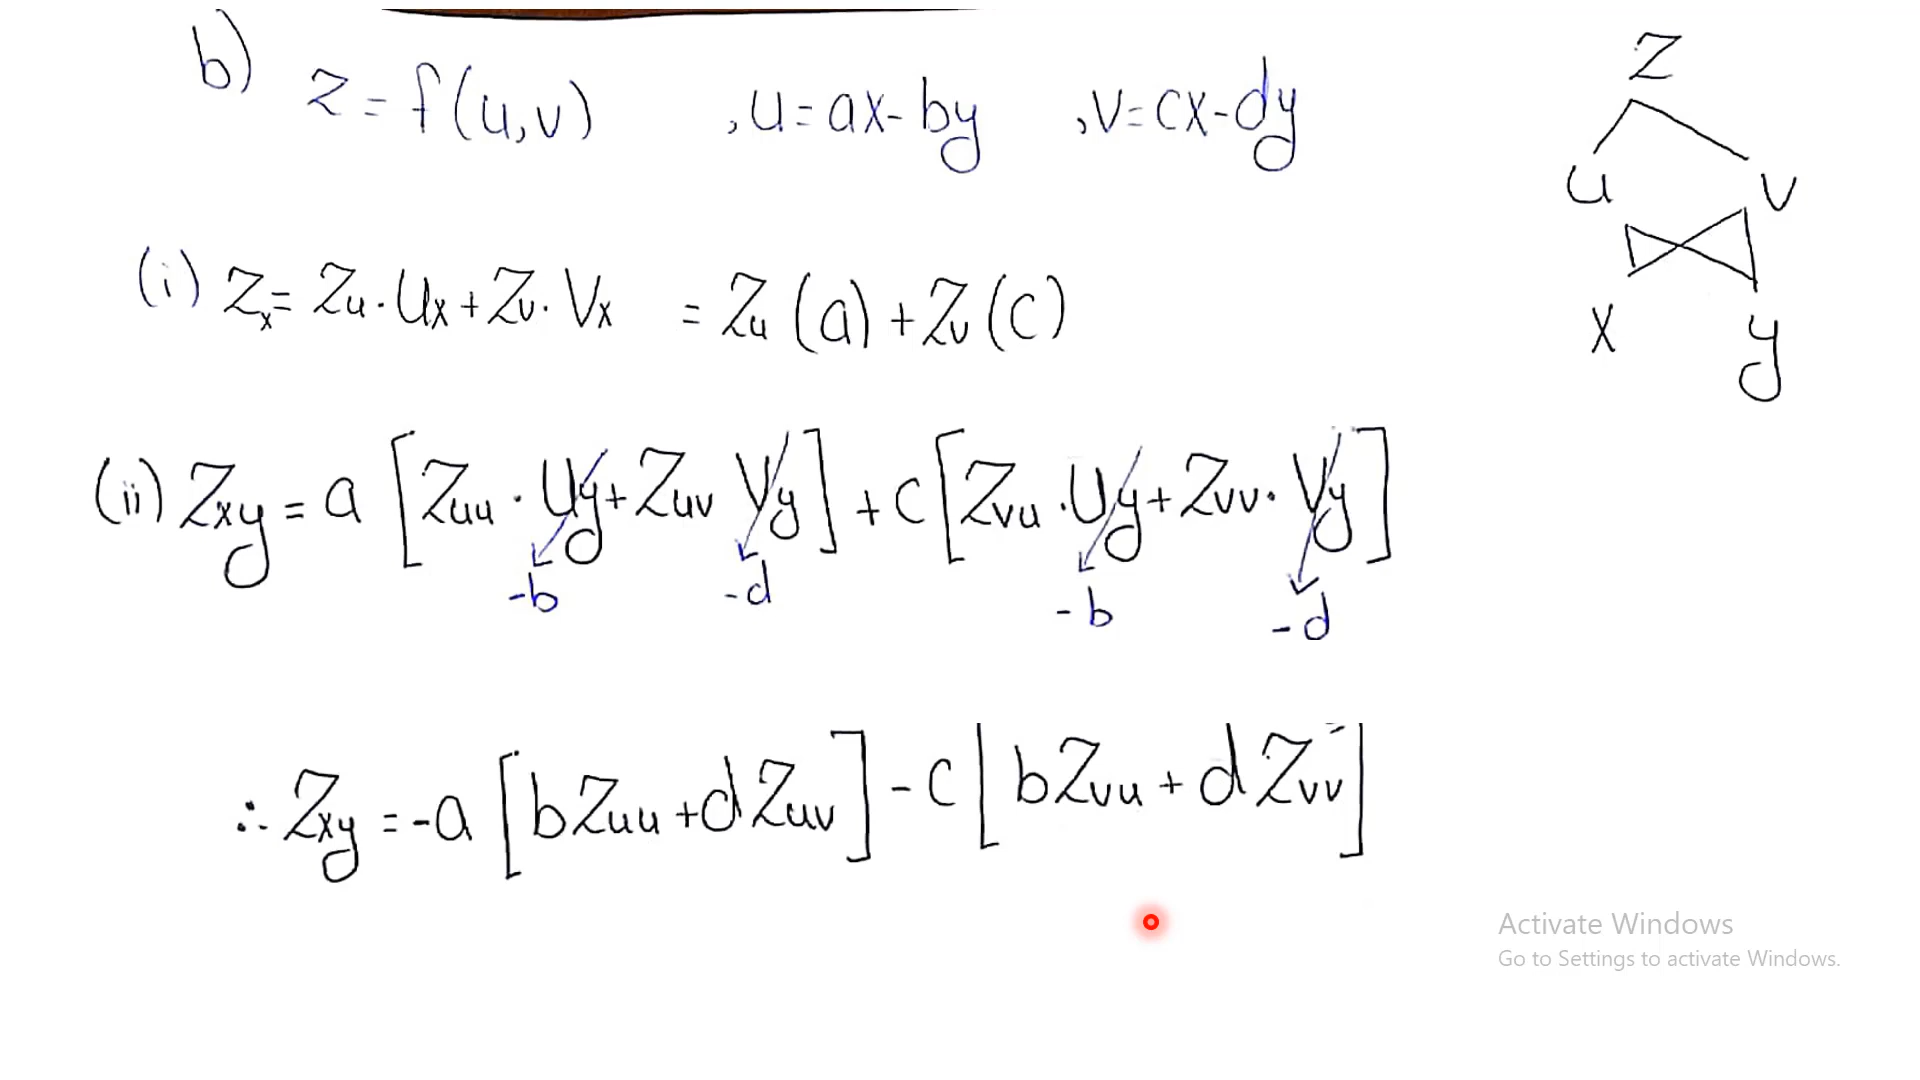 b) z = f(u,v) , u = ax - by , v = cx - dy
z
u v
x y
(i) Zx = Zu · Ux + Zv · Vx = Zu (a) + Zv (c)
(ii) Zxy = a [Zuu · Uy + Zuv Vy] + c [Zvu · Uy + Zvv · Vy]
-b -d -b -d
∴ Zxy = -a [bZuu + dZuv] - c [bZvu + dZvv]
Activate Windows
Go to Settings to activate Windows.